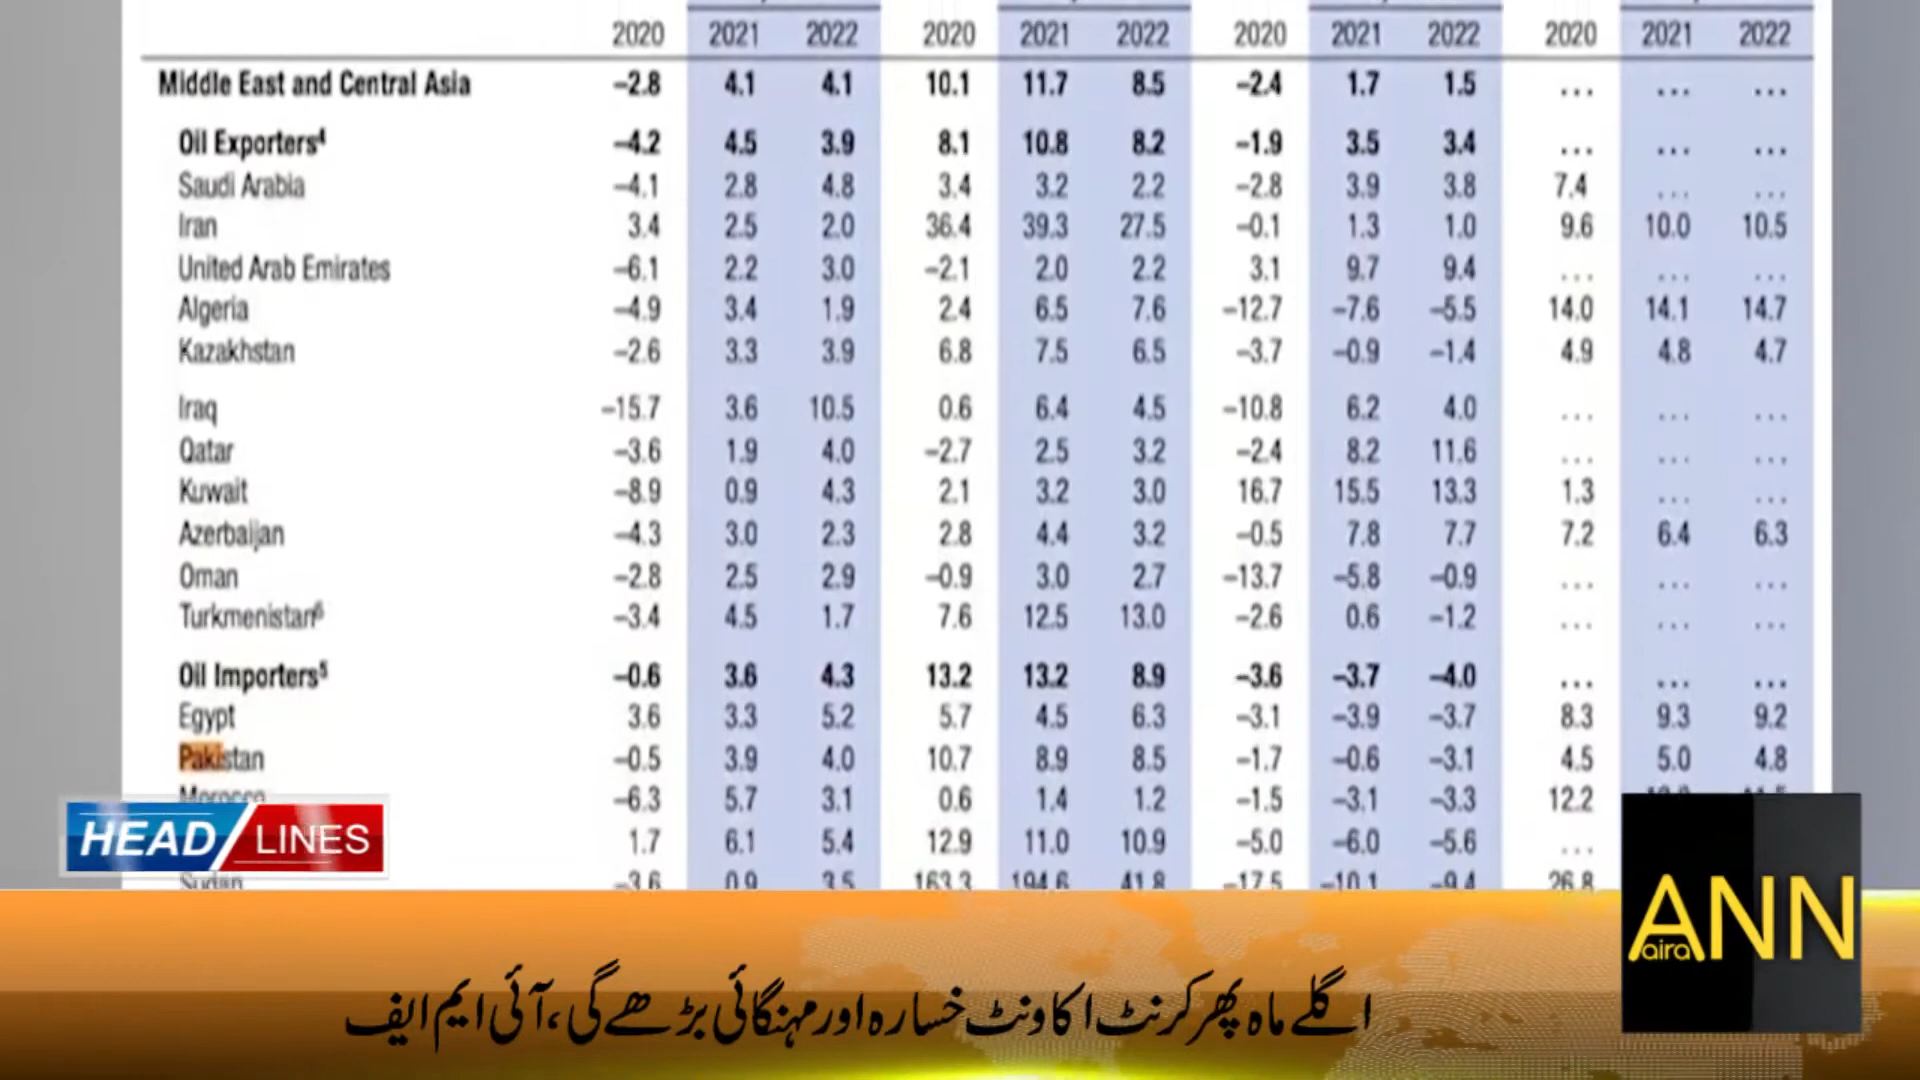 2020 2021 2022 2020 2021 2022 2020 2021 2022 2020 2021 2022
Middle East and Central Asia –2.8 4.1 4.1 10.1 11.7 8.5 –2.4 1.7 1.5 ... ... ...
Oil Exporters⁴ –4.2 4.5 3.9 8.1 10.8 8.2 –1.9 3.5 3.4 ... ... ...
Saudi Arabia –4.1 2.8 4.8 3.4 3.2 2.2 –2.8 3.9 3.8 7.4 ... ...
Iran 3.4 2.5 2.0 36.4 39.3 27.5 –0.1 1.3 1.0 9.6 10.0 10.5
United Arab Emirates –6.1 2.2 3.0 –2.1 2.0 2.2 3.1 9.7 9.4 ... ... ...
Algeria –4.9 3.4 1.9 2.4 6.5 7.6 –12.7 –7.6 –5.5 14.0 14.1 14.7
Kazakhstan –2.6 3.3 3.9 6.8 7.5 6.5 –3.7 –0.9 –1.4 4.9 4.8 4.7
Iraq –15.7 3.6 10.5 0.6 6.4 4.5 –10.8 6.2 4.0 ... ... ...
Qatar –3.6 1.9 4.0 –2.7 2.5 3.2 –2.4 8.2 11.6 ... ... ...
Kuwait –8.9 0.9 4.3 2.1 3.2 3.0 16.7 15.5 13.3 1.3 ... ...
Azerbaijan –4.3 3.0 2.3 2.8 4.4 3.2 –0.5 7.8 7.7 7.2 6.4 6.3
Oman –2.8 2.5 2.9 –0.9 3.0 2.7 –13.7 –5.8 –0.9 ... ... ...
Turkmenistan⁶ –3.4 4.5 1.7 7.6 12.5 13.0 –2.6 0.6 –1.2 ... ... ...
Oil Importers⁵ –0.6 3.6 4.3 13.2 13.2 8.9 –3.6 –3.7 –4.0 ... ... ...
Egypt 3.6 3.3 5.2 5.7 4.5 6.3 –3.1 –3.9 –3.7 8.3 9.3 9.2
Pakistan –0.5 3.9 4.0 10.7 8.9 8.5 –1.7 –0.6 –3.1 4.5 5.0 4.8
Morocco –6.3 5.7 3.1 0.6 1.4 1.2 –1.5 –3.1 –3.3 12.2
1.7 6.1 5.4 12.9 11.0 10.9 –5.0 –6.0 –5.6 ...
Sudan –3.6 0.9 3.5 163.3 194.6 41.8 –17.5 –10.1 –9.4 26.8
HEAD LINES
Aira ANN
اگلے ماہ پھر کرنٹ اکاونٹ خسارہ اور مہنگائی بڑھے گی، آئی ایم ایف